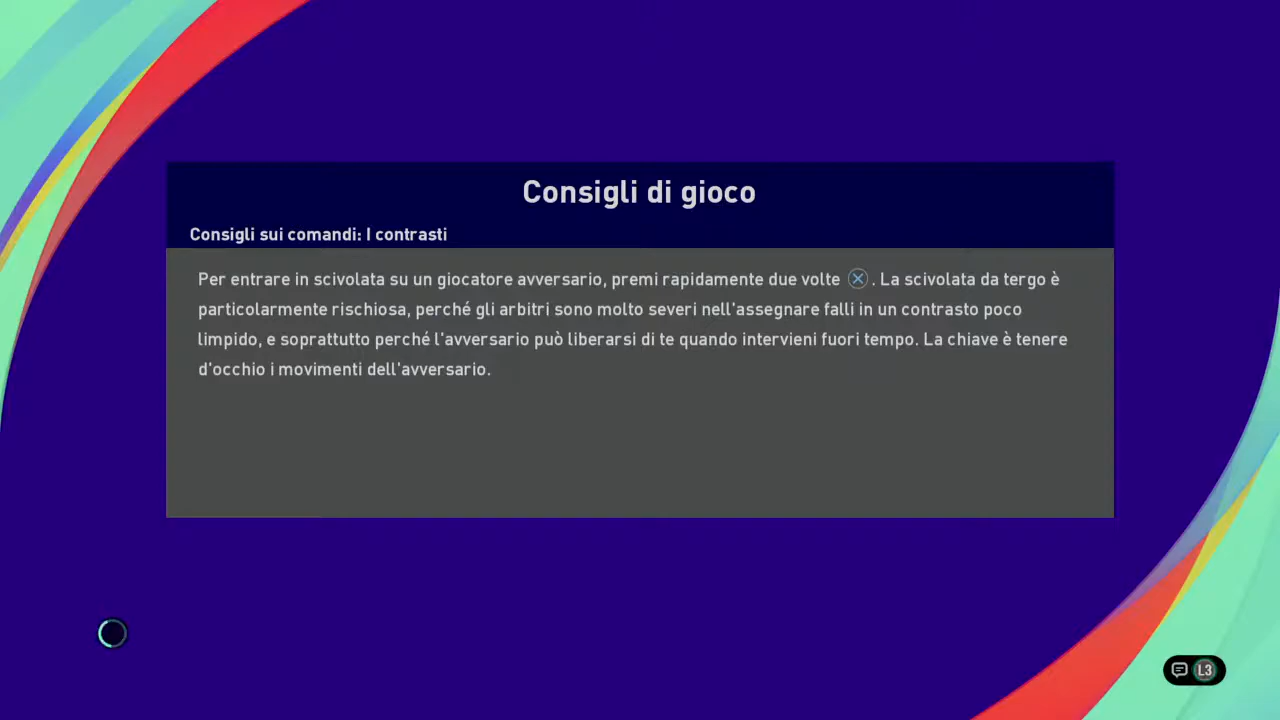 Consigli di gioco
Consigli sui comandi: I contrasti
Per entrare in scivolata su un giocatore avversario, premi rapidamente due volte ⓧ. La scivolata da tergo è
particolarmente rischiosa, perché gli arbitri sono molto severi nell'assegnare falli in un contrasto poco
limpido, e soprattutto perché l'avversario può liberarsi di te quando intervieni fuori tempo. La chiave è tenere
d'occhio i movimenti dell'avversario.
L3